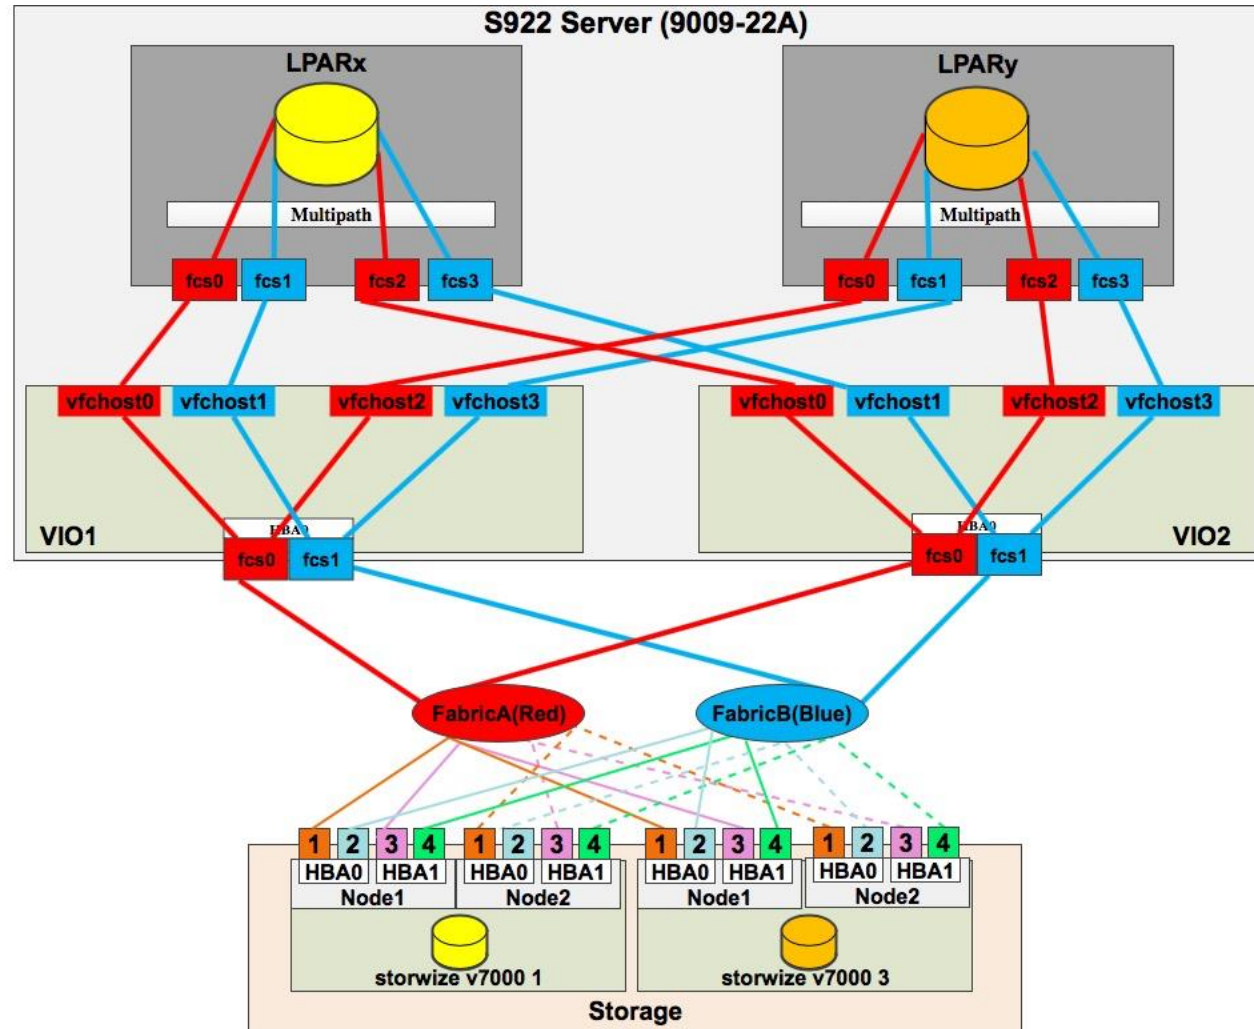 S922 Server (9009-22A)
LPARx
LPARy
Multipath
Multipath
fcs0 fcs1 fcs2 fcs3
fcs0 fcs1 fcs2 fcs3
vfchost0 vfchost1 vfchost2 vfchost3
vfchost0 vfchost1 vfchost2 vfchost3
VIO1
HBA0
fcs0 fcs1
HBA0
VIO2
fcs0 fcs1
FabricA(Red)
FabricB(Blue)
1 2 3 4 1 2 3 4 1 2 3 4 1 2 3 4
HBA0 HBA1 HBA0 HBA1 HBA0 HBA1 HBA0 HBA1
Node1 Node2 Node1 Node2
storwize v7000 1
storwize v7000 3
Storage